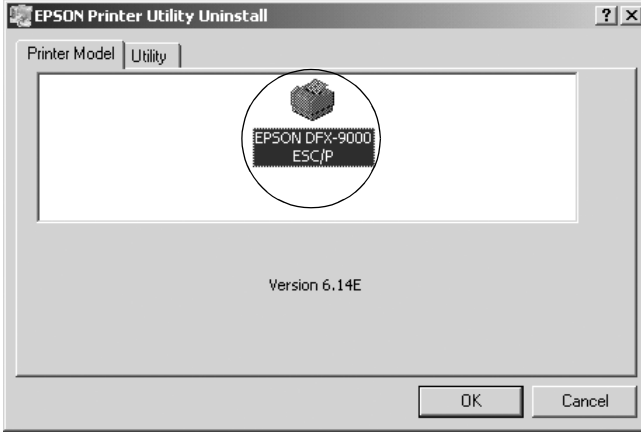 EPSON Printer Utility Uninstall
Printer Model
Utility
EPSON DFX-9000
ESC/P
Version 6.14E
OK
Cancel